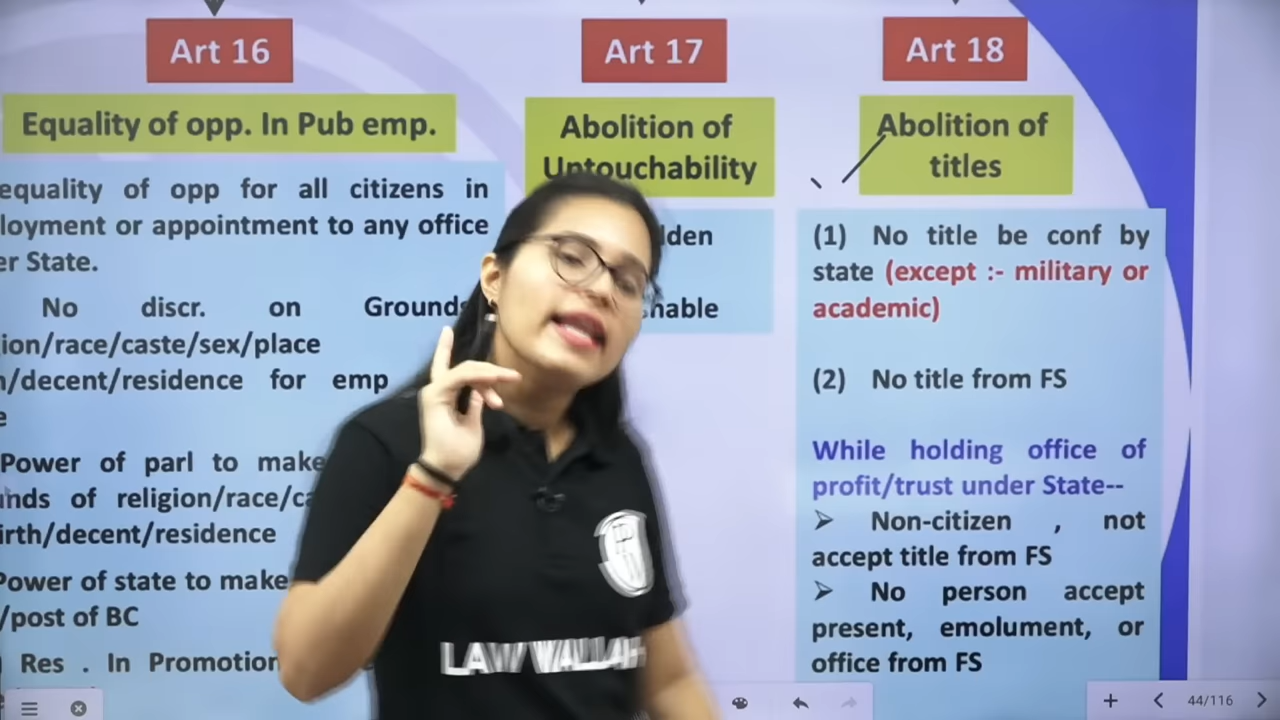 Art 16
Equality of opp. In Pub emp.
equality of opp for all citizens in
loyment or appointment to any office
er State.
No discr. on Grounds
ion/race/caste/sex/place
/decent/residence for emp
e
Power of parl to make
nds of religion/race/ca
irth/decent/residence
Power of state to make
/post of BC
Res . In Promotion
Art 17
Abolition of
Untouchability
dden
hable
Art 18
Abolition of
titles
(1) No title be conf by
state (except :- military or
academic)
(2) No title from FS
While holding office of
profit/trust under State--
➢ Non-citizen , not
accept title from FS
➢ No person accept
present, emolument, or
office from FS
LAW WALLAH
44/116